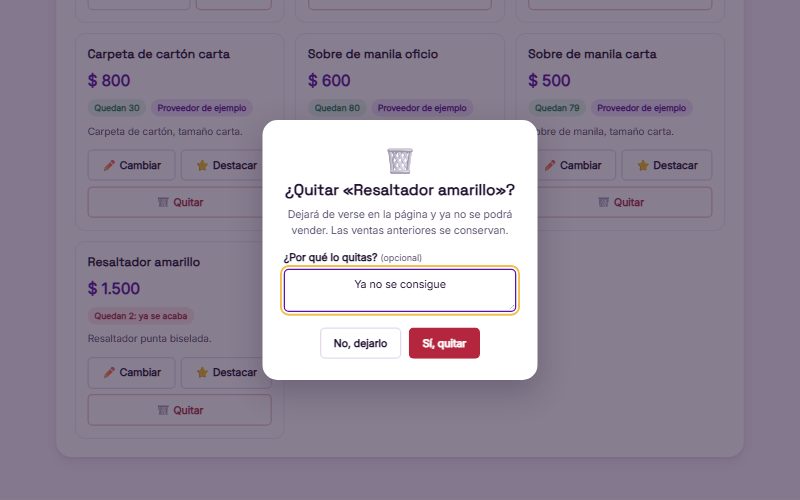 Carpeta de cartón carta
$ 800
Quedan 30
Proveedor de ejemplo
Carpeta de cartón, tamaño carta.
Cambiar
Destacar
Quitar
Sobre de manila oficio
$ 600
Quedan 80
Proveedor de ejemplo
Sobre de manila carta
$ 500
Quedan 79
Proveedor de ejemplo
de manila, tamaño carta.
Cambiar
Destacar
Quitar
¿Quitar «Resaltador amarillo»?
Dejará de verse en la página y ya no se podrá
vender. Las ventas anteriores se conservan.
¿Por qué lo quitas? (opcional)
Ya no se consigue
No, dejarlo
Sí, quitar
Resaltador amarillo
$ 1.500
Quedan 2: ya se acaba
Resaltador punta biselada.
Cambiar
Destacar
Quitar